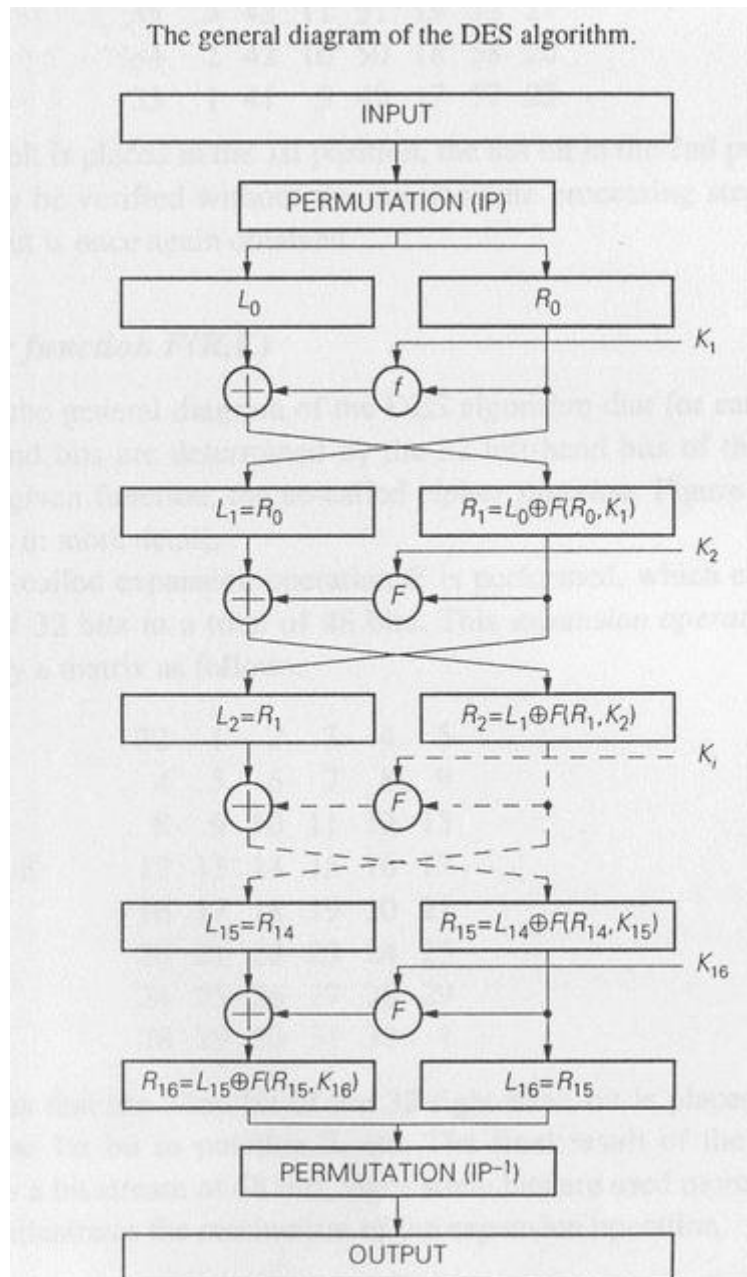 The general diagram of the DES algorithm.
INPUT
PERMUTATION (IP)
L₀ R₀
K₁
+ f
L₁=R₀ R₁=L₀⊕F(R₀,K₁)
K₂
+ F
L₂=R₁ R₂=L₁⊕F(R₁,K₂)
Kᵢ
+ F
L₁₅=R₁₄ R₁₅=L₁₄⊕F(R₁₄,K₁₅)
K₁₆
+ F
R₁₆=L₁₅⊕F(R₁₅,K₁₆) L₁₆=R₁₅
PERMUTATION (IP⁻¹)
OUTPUT